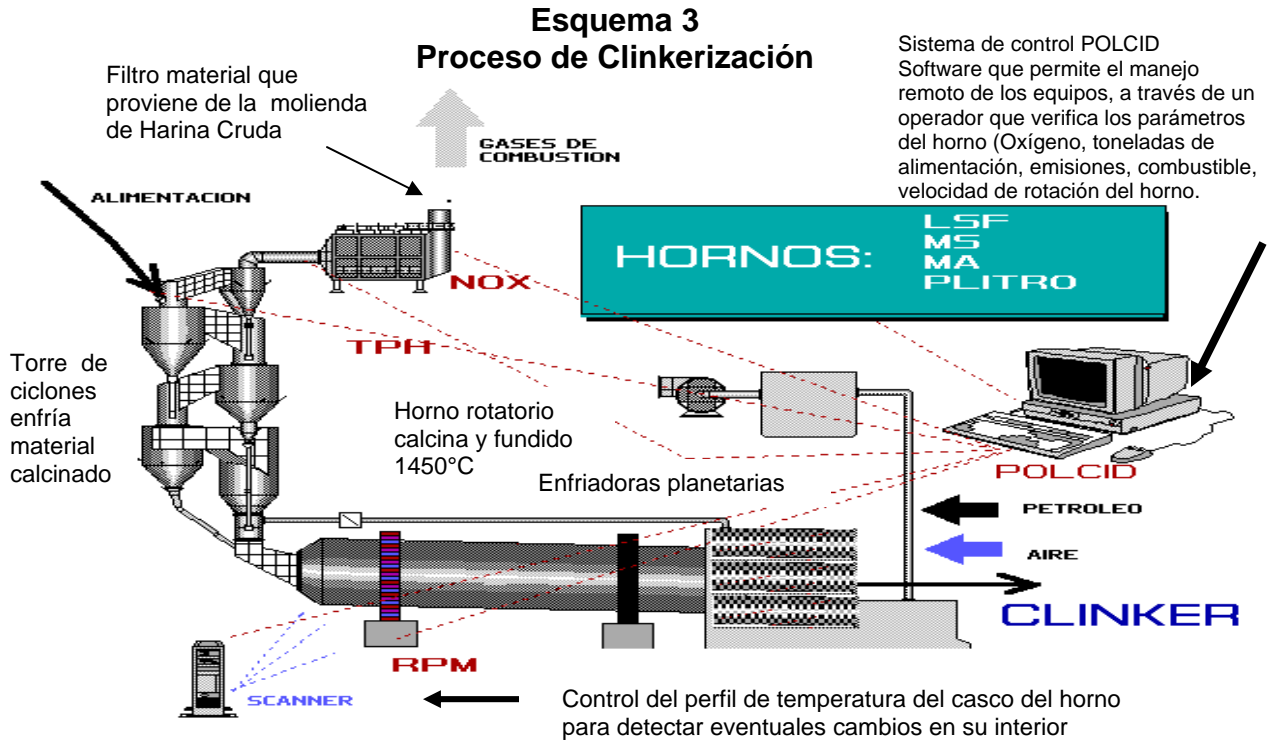 Esquema 3
Proceso de Clinkerización
Filtro material que
proviene de la molienda
de Harina Cruda
GASES DE
COMBUSTION
Sistema de control POLCID
Software que permite el manejo
remoto de los equipos, a través de un
operador que verifica los parámetros
del horno (Oxígeno, toneladas de
alimentación, emisiones, combustible,
velocidad de rotación del horno.
ALIMENTACION
HORNOS:
LSF
MS
MA
PLITRO
NOX
TPH
Torre de
ciclones
enfría
material
calcinado
Horno rotatorio
calcina y fundido
1450°C
Enfriadoras planetarias
POLCID
PETROLEO
AIRE
CLINKER
RPM
SCANNER
Control del perfil de temperatura del casco del horno
para detectar eventuales cambios en su interior